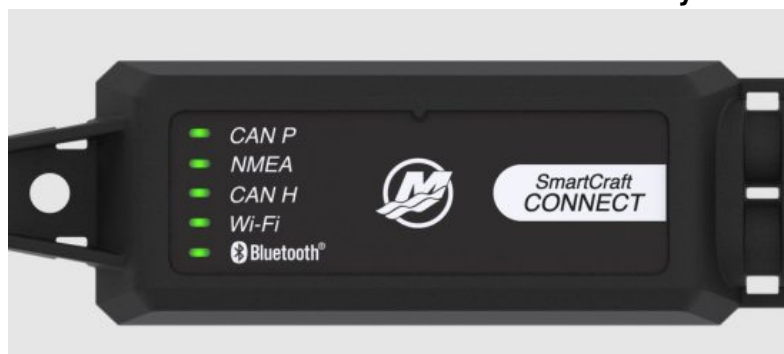 CAN P
NMEA
CAN H
Wi-Fi
Bluetooth®
SmartCraft
CONNECT